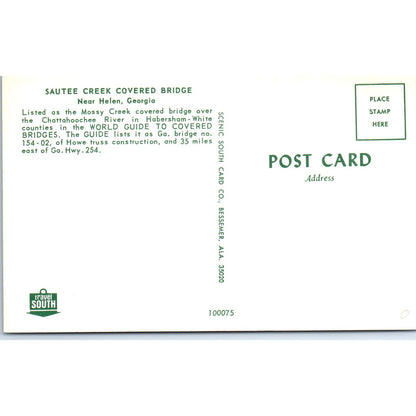 SAUTEE CREEK COVERED BRIDGE
Near Helen, Georgia
Listed as the Mossy Creek covered bridge over
the Chattahoochee River in Habersham-White
counties in the WORLD GUIDE TO COVERED
BRIDGES. The GUIDE lists it as Ga. bridge no.
154-02, of Howe truss construction, and 35 miles
east of Ga. Hwy. 254.
SCENIC SOUTH CARD CO., BESSEMER, ALA. 35020
PLACE
STAMP
HERE
POST CARD
Address
travel
SOUTH
100075